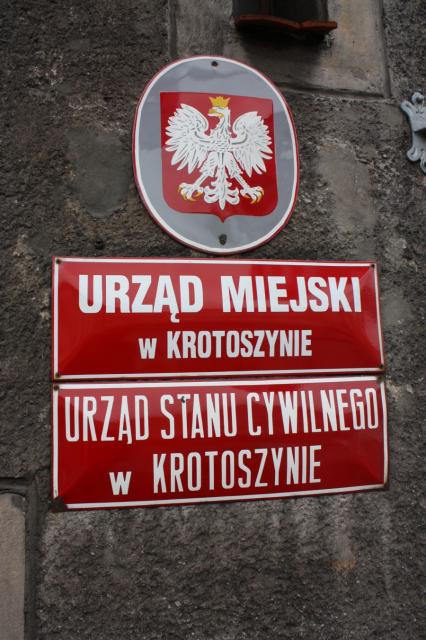 URZĄD MIEJSKI
w KROTOSZYNIE
URZĄD STANU CYWILNEGO
w KROTOSZYNIE